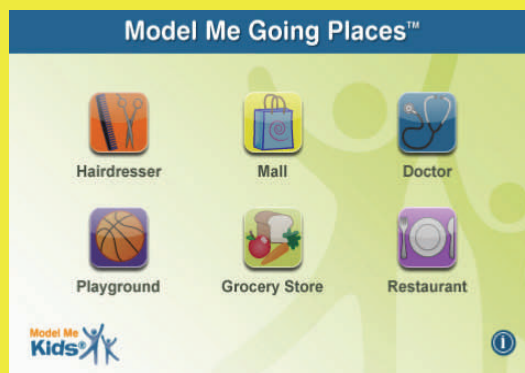 Model Me Going Places™
Hairdresser
Mall
Doctor
Playground
Grocery Store
Restaurant
Model Me
Kids®
i